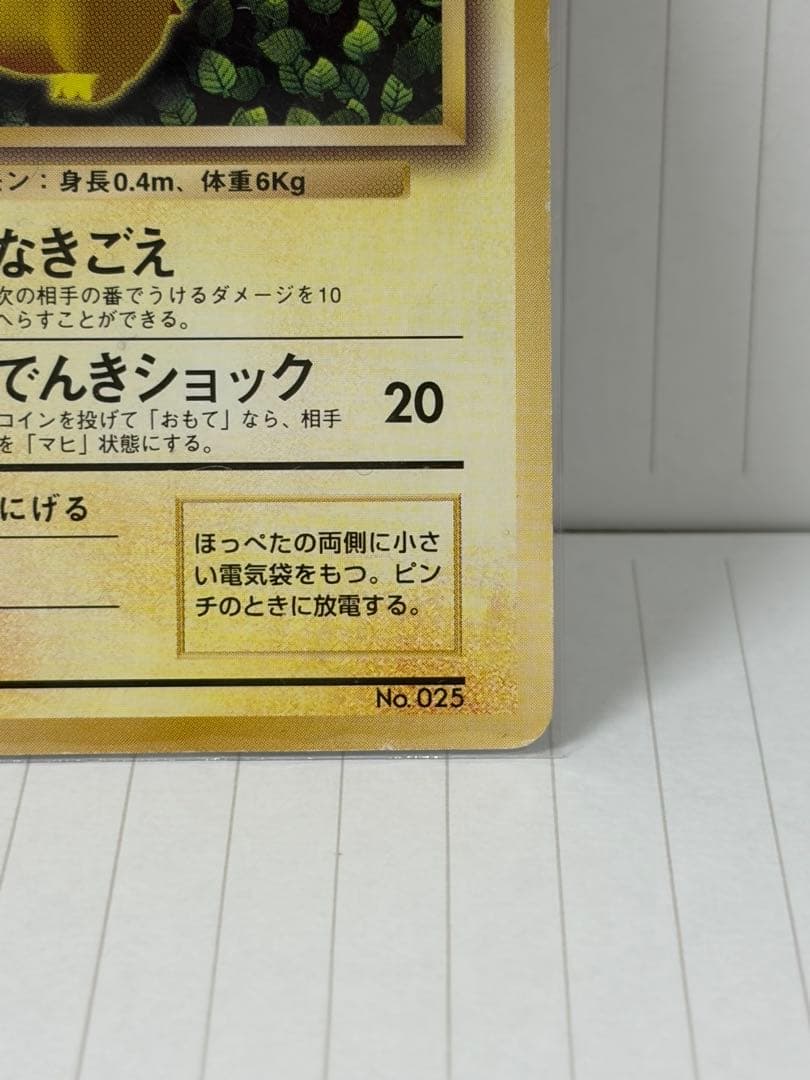 モン：身長0.4m、体重6Kg
なきごえ
次の相手の番でうけるダメージを10
へらすことができる。
でんきショック 20
コインを投げて「おもて」なら、相手
を「マヒ」状態にする。
にげる
ほっぺたの両側に小さ
い電気袋をもつ。ピン
チのときに放電する。
No. 025